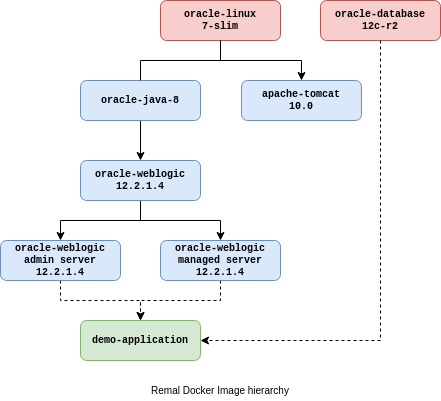 oracle-linux
7-slim
oracle-database
12c-r2
oracle-java-8
apache-tomcat
10.0
oracle-weblogic
12.2.1.4
oracle-weblogic
admin server
12.2.1.4
oracle-weblogic
managed server
12.2.1.4
demo-application
Remal Docker Image hierarchy